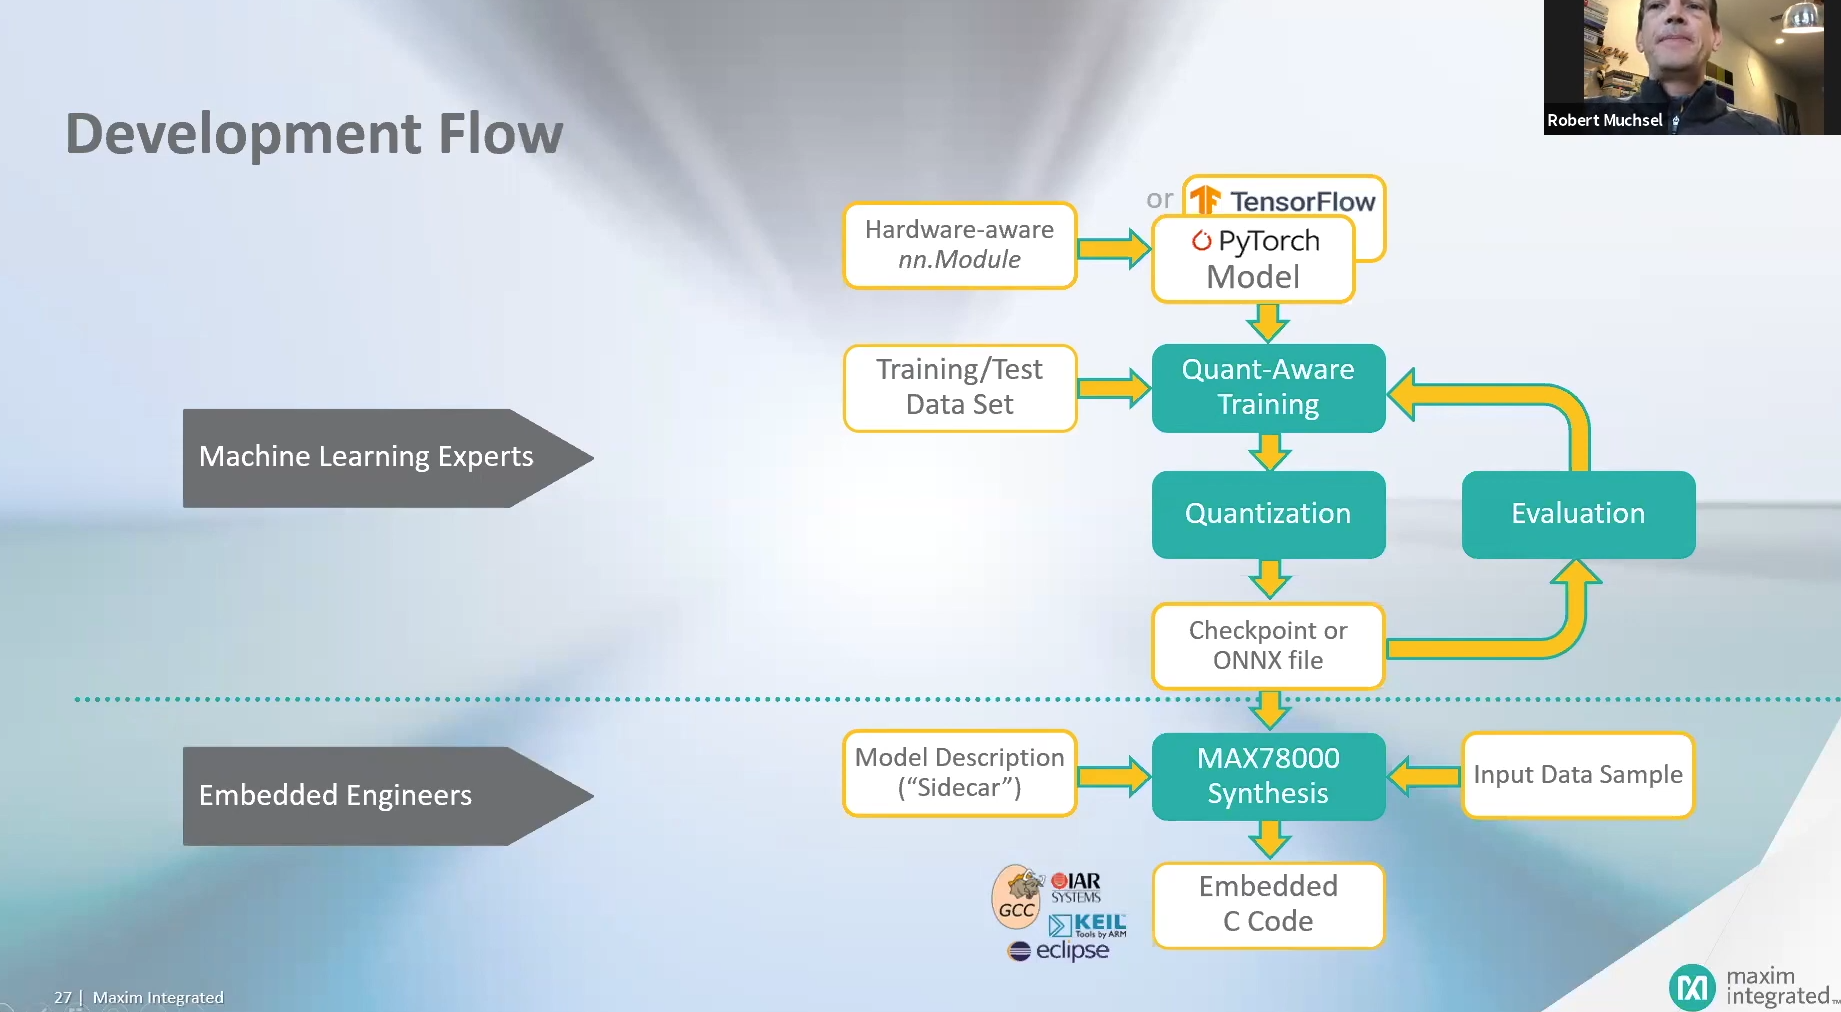 Robert Muchsel
Development Flow
or
TensorFlow
Hardware-aware
nn.Module
PyTorch
Model
Training/Test
Data Set
Quant-Aware
Training
Machine Learning Experts
Quantization
Evaluation
Checkpoint or
ONNX file
Embedded Engineers
Model Description
(“Sidecar”)
MAX78000
Synthesis
Input Data Sample
GCC
IAR
SYSTEMS
KEIL
Tools by ARM
eclipse
Embedded
C Code
27 | Maxim Integrated
maxim
integrated™